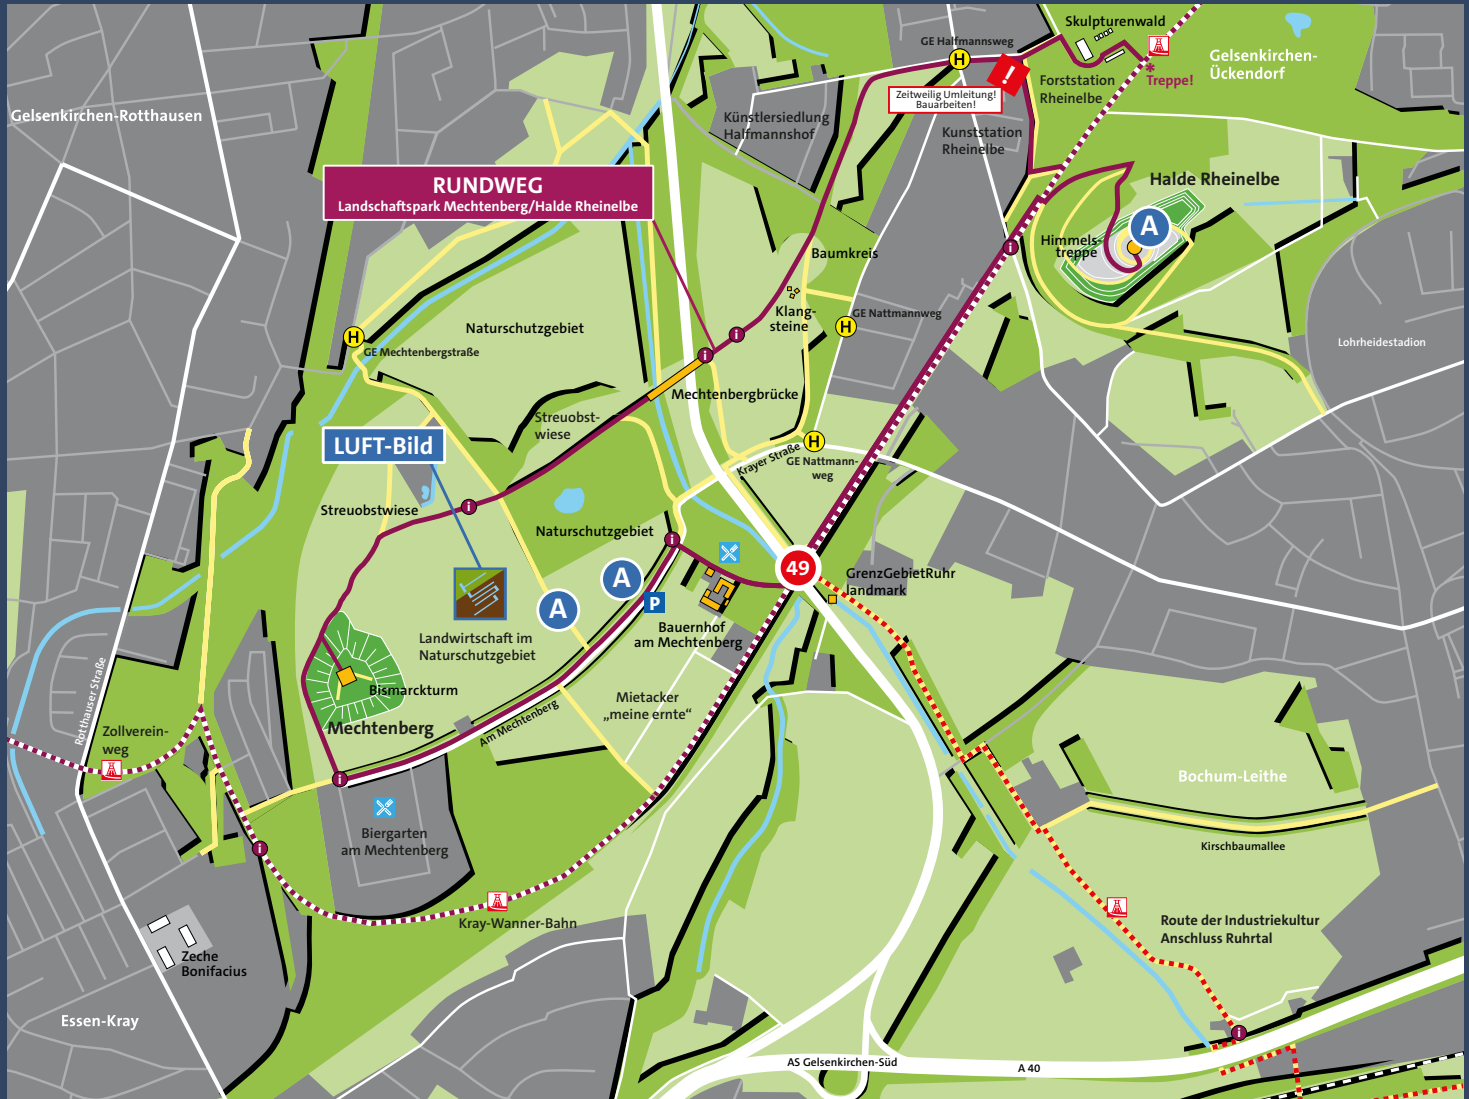 Skulpturenwald
GE Halfmannsweg
H
!
Zeitweilig Umleitung!
Bauarbeiten!
*
Treppe!
Forststation
Rheinelbe
Gelsenkirchen-
Ückendorf
Gelsenkirchen-Rotthausen
Künstlersiedlung
Halfmannshof
Kunststation
Rheinelbe
RUNDWEG
Landschaftspark Mechtenberg/Halde Rheinelbe
Halde Rheinelbe
A
Himmels-
treppe
i
Baumkreis
Klang-
steine
GE Nattmannweg
H
i
i
Naturschutzgebiet
H
GE Mechtenbergstraße
Lohrheidestadion
Mechtenbergbrücke
Streuobst-
wiese
LUFT-Bild
H
Krayer Straße
GE Nattmann-
weg
Streuobstwiese
i
Naturschutzgebiet
i
49
GrenzGebietRuhr
landmark
A
A
P
Bauernhof
am Mechtenberg
Landwirtschaft im
Naturschutzgebiet
Bismarckturm
Mechtenberg
Am Mechtenberg
Mietacker
„meine ernte“
Rotthauser Straße
Zollverein-
weg
i
Bochum-Leithe
Biergarten
am Mechtenberg
i
Kirschbaumallee
Kray-Wanner-Bahn
Route der Industriekultur
Anschluss Ruhrtal
Zeche
Bonifacius
Essen-Kray
i
AS Gelsenkirchen-Süd
A 40